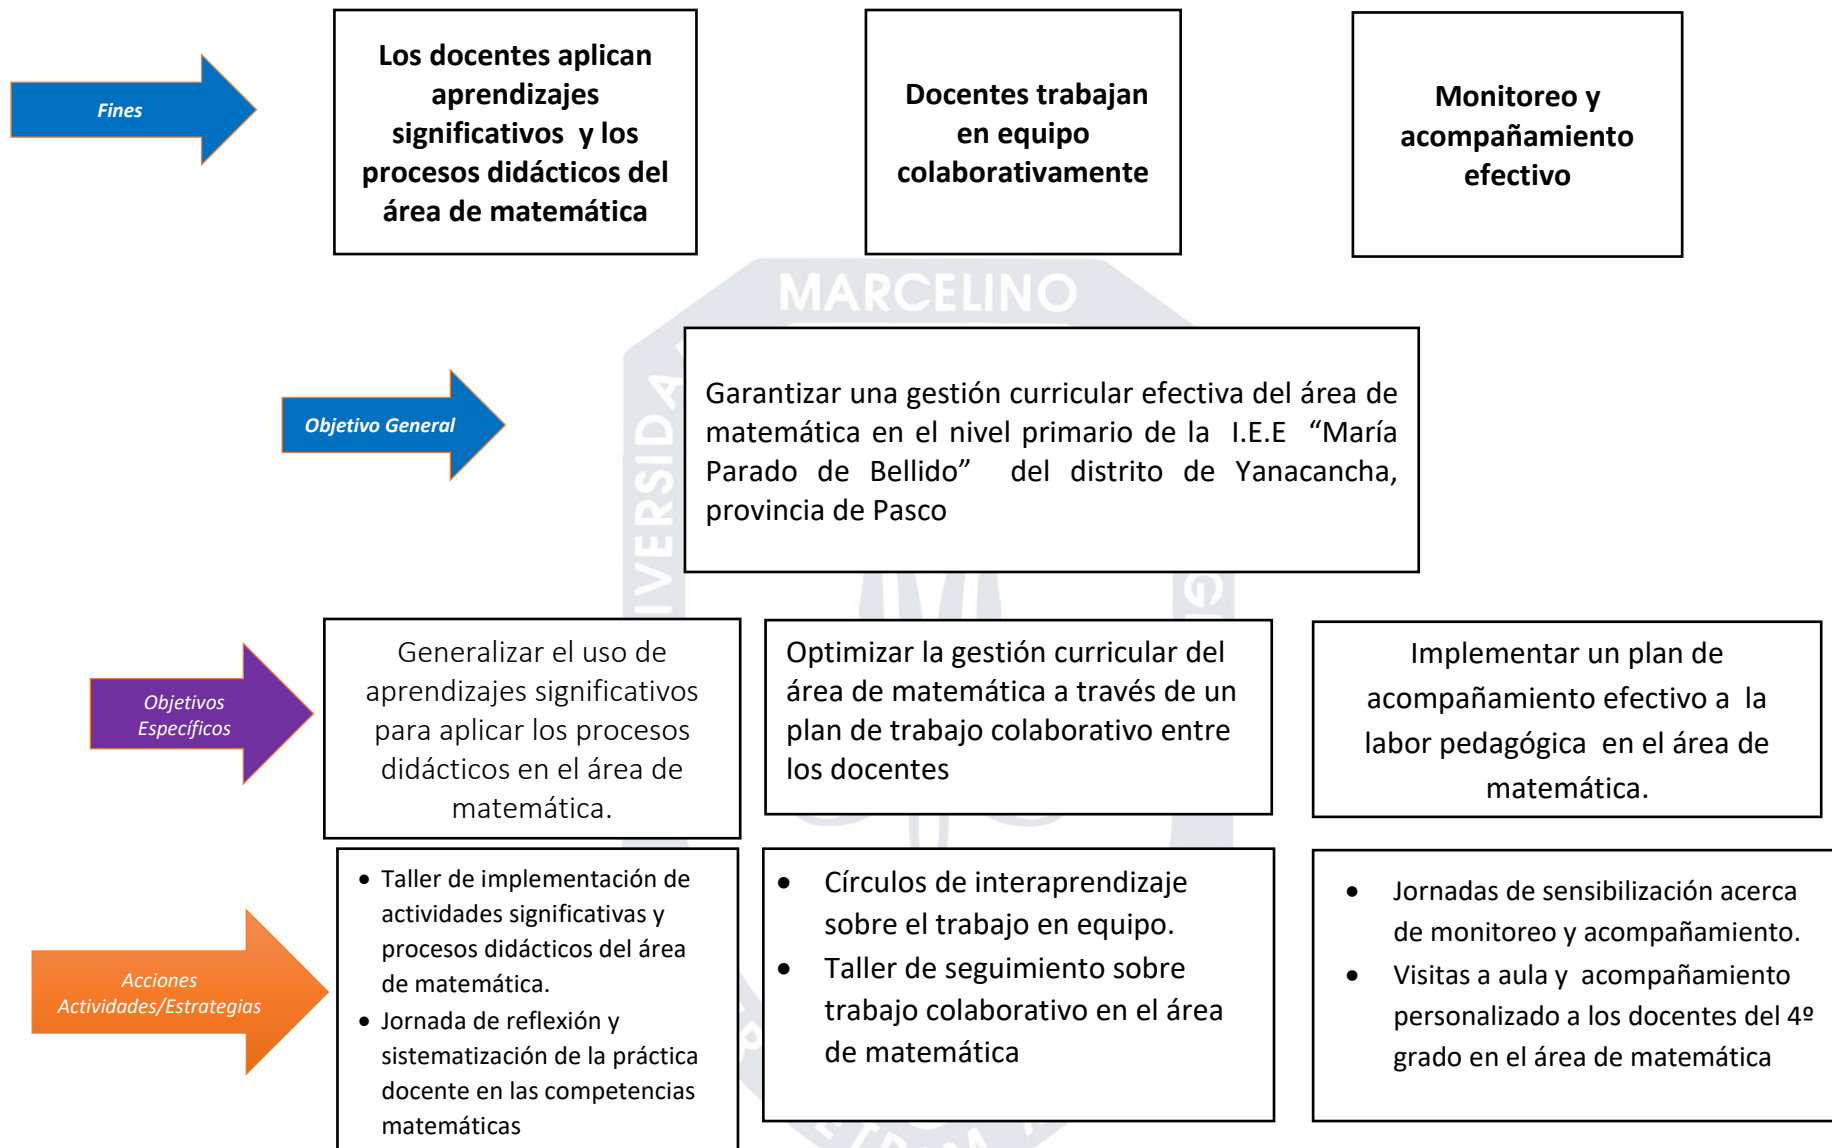 Fines
Los docentes aplican
aprendizajes
significativos y los
procesos didácticos del
área de matemática
Docentes trabajan
en equipo
colaborativamente
Monitoreo y
acompañamiento
efectivo
MARCELINO
Objetivo General
Garantizar una gestión curricular efectiva del área de
matemática en el nivel primario de la I.E.E “María
Parado de Bellido” del distrito de Yanacancha,
provincia de Pasco
Objetivos
Específicos
Generalizar el uso de
aprendizajes significativos
para aplicar los procesos
didácticos en el área de
matemática.
Optimizar la gestión curricular del
área de matemática a través de un
plan de trabajo colaborativo entre
los docentes
Implementar un plan de
acompañamiento efectivo a la
labor pedagógica en el área de
matemática.
Acciones
Actividades/Estrategias
• Taller de implementación de
actividades significativas y
procesos didácticos del área
de matemática.
• Jornada de reflexión y
sistematización de la práctica
docente en las competencias
matemáticas
• Círculos de interaprendizaje
sobre el trabajo en equipo.
• Taller de seguimiento sobre
trabajo colaborativo en el área
de matemática
• Jornadas de sensibilización acerca
de monitoreo y acompañamiento.
• Visitas a aula y acompañamiento
personalizado a los docentes del 4º
grado en el área de matemática